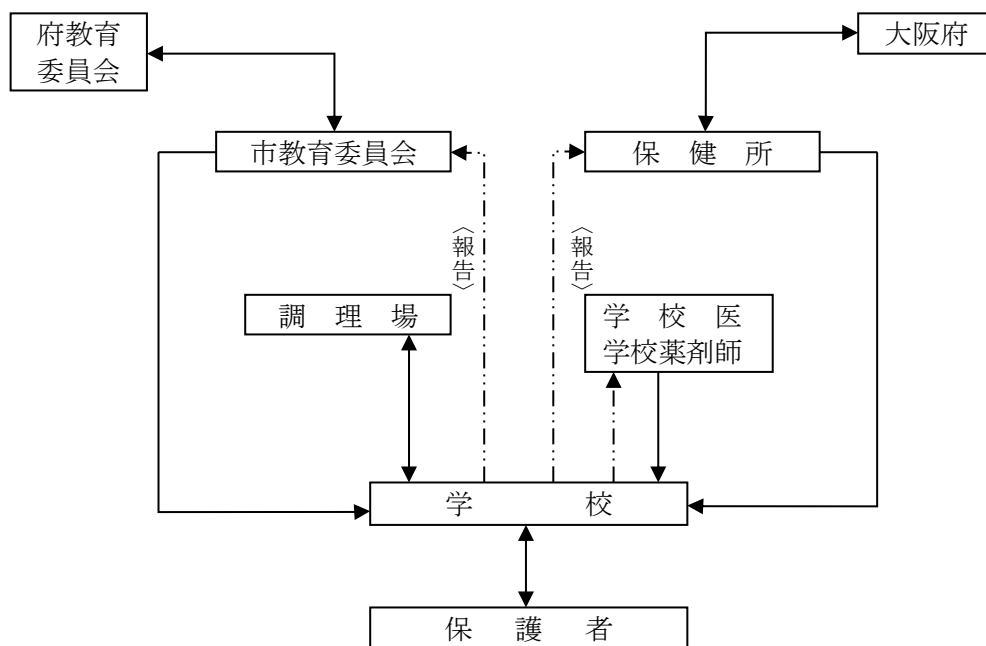 府教育
委員会
大阪府
市教育委員会
保健所
〈報告〉
〈報告〉
調理場
学校医
学校薬剤師
学校
保護者